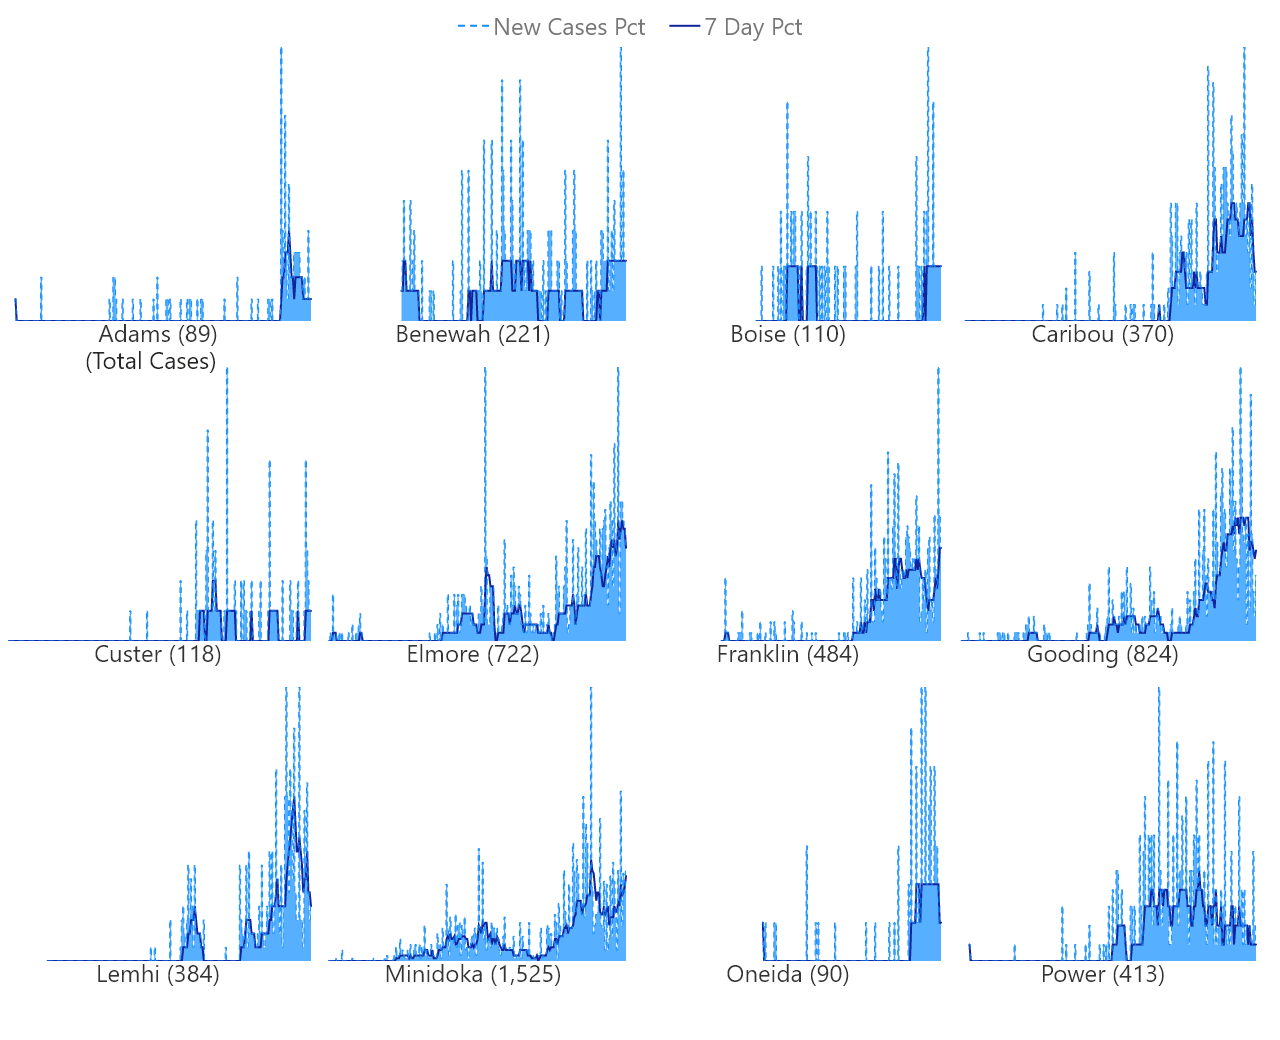 New Cases Pct 7 Day Pct
Adams (89) Benewah (221) Boise (110) Caribou (370)
(Total Cases)
Custer (118) Elmore (722) Franklin (484) Gooding (824)
Lemhi (384) Minidoka (1,525) Oneida (90) Power (413)